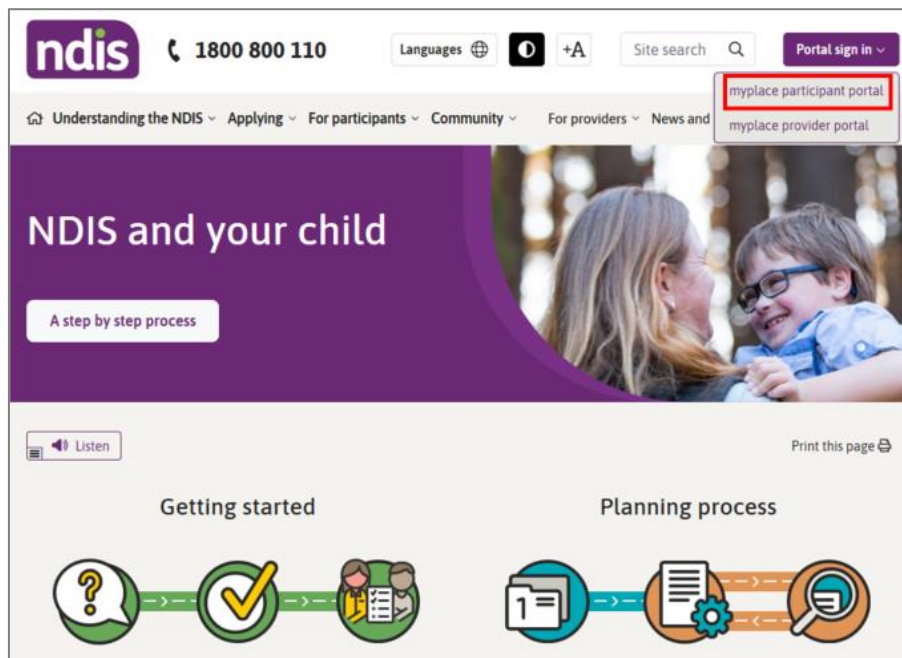 ndis
1800 800 110
Languages
+A
Site search
Portal sign in
myplace participant portal
myplace provider portal
Understanding the NDIS
Applying
For participants
Community
For providers
News and
NDIS and your child
A step by step process
Listen
Print this page
Getting started
Planning process
?
1